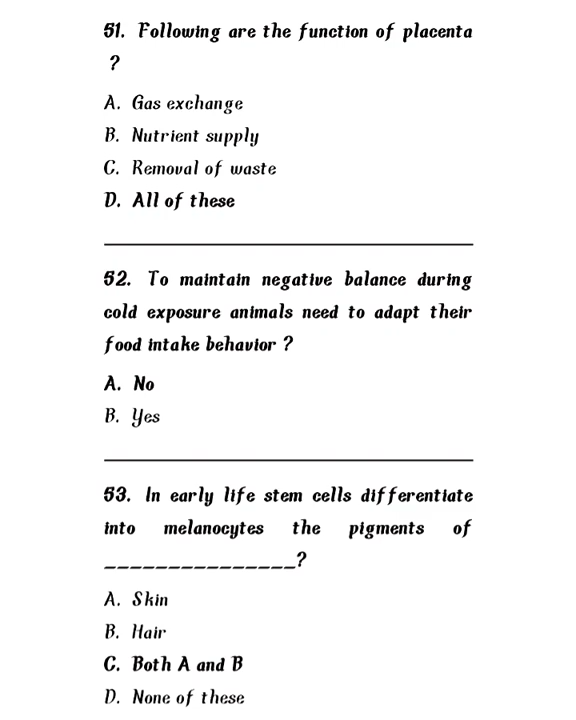 51. Following are the function of placenta
?
A. Gas exchange
B. Nutrient supply
C. Removal of waste
D. All of these
52. To maintain negative balance during
cold exposure animals need to adapt their
food intake behavior ?
A. No
B. Yes
53. In early life stem cells differentiate
into melanocytes the pigments of
_______________?
A. Skin
B. Hair
C. Both A and B
D. None of these